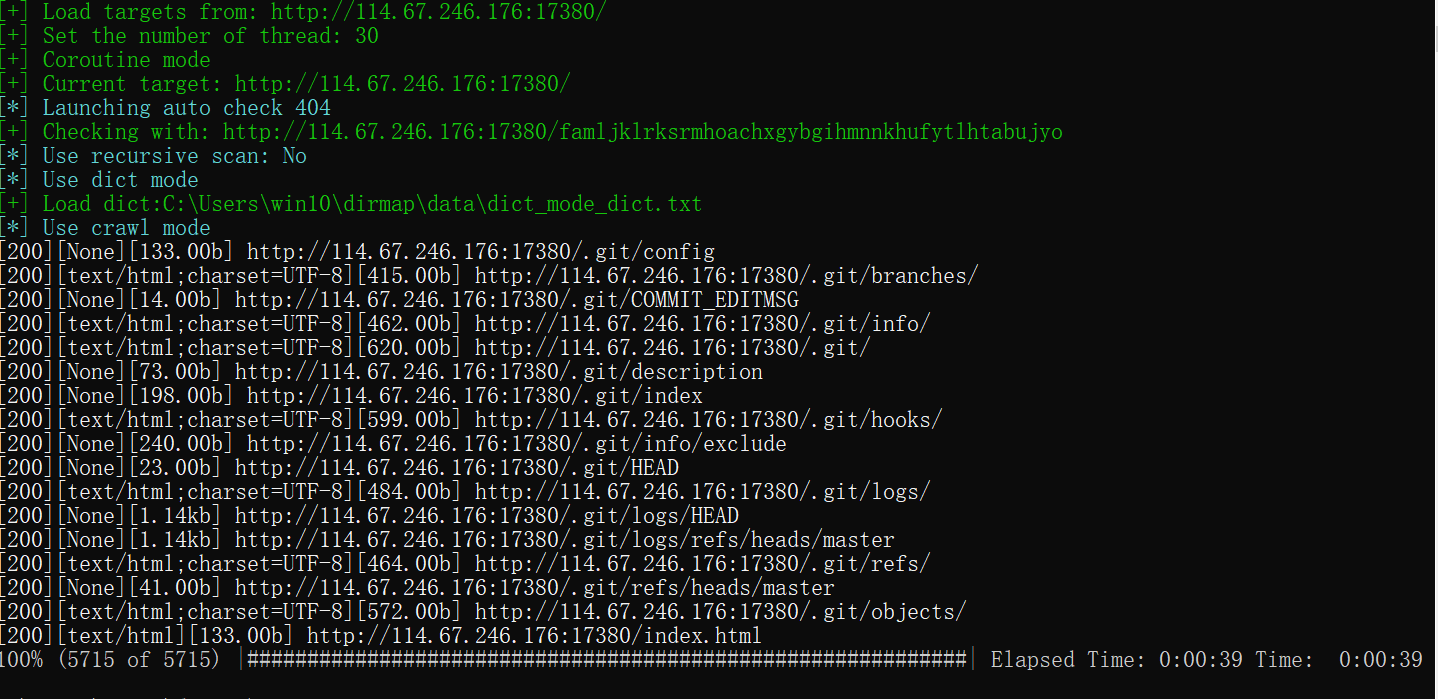 [+] Load targets from: http://114.67.246.176:17380/
[+] Set the number of thread: 30
[+] Coroutine mode
[+] Current target: http://114.67.246.176:17380/
[*] Launching auto check 404
[+] Checking with: http://114.67.246.176:17380/famljklrksrmhoachxgybgihmnnkhufytlhtabujyo
[*] Use recursive scan: No
[*] Use dict mode
[+] Load dict:C:\Users\win10\dirmap\data\dict_mode_dict.txt
[*] Use crawl mode
[200][None][133.00b] http://114.67.246.176:17380/.git/config
[200][text/html;charset=UTF-8][415.00b] http://114.67.246.176:17380/.git/branches/
[200][None][14.00b] http://114.67.246.176:17380/.git/COMMIT_EDITMSG
[200][text/html;charset=UTF-8][462.00b] http://114.67.246.176:17380/.git/info/
[200][text/html;charset=UTF-8][620.00b] http://114.67.246.176:17380/.git/
[200][None][73.00b] http://114.67.246.176:17380/.git/description
[200][None][198.00b] http://114.67.246.176:17380/.git/index
[200][text/html;charset=UTF-8][599.00b] http://114.67.246.176:17380/.git/hooks/
[200][None][240.00b] http://114.67.246.176:17380/.git/info/exclude
[200][None][23.00b] http://114.67.246.176:17380/.git/HEAD
[200][text/html;charset=UTF-8][484.00b] http://114.67.246.176:17380/.git/logs/
[200][None][1.14kb] http://114.67.246.176:17380/.git/logs/HEAD
[200][None][1.14kb] http://114.67.246.176:17380/.git/logs/refs/heads/master
[200][text/html;charset=UTF-8][464.00b] http://114.67.246.176:17380/.git/refs/
[200][None][41.00b] http://114.67.246.176:17380/.git/refs/heads/master
[200][text/html;charset=UTF-8][572.00b] http://114.67.246.176:17380/.git/objects/
[200][text/html][133.00b] http://114.67.246.176:17380/index.html
100% (5715 of 5715) |############################################################| Elapsed Time: 0:00:39 Time:  0:00:39